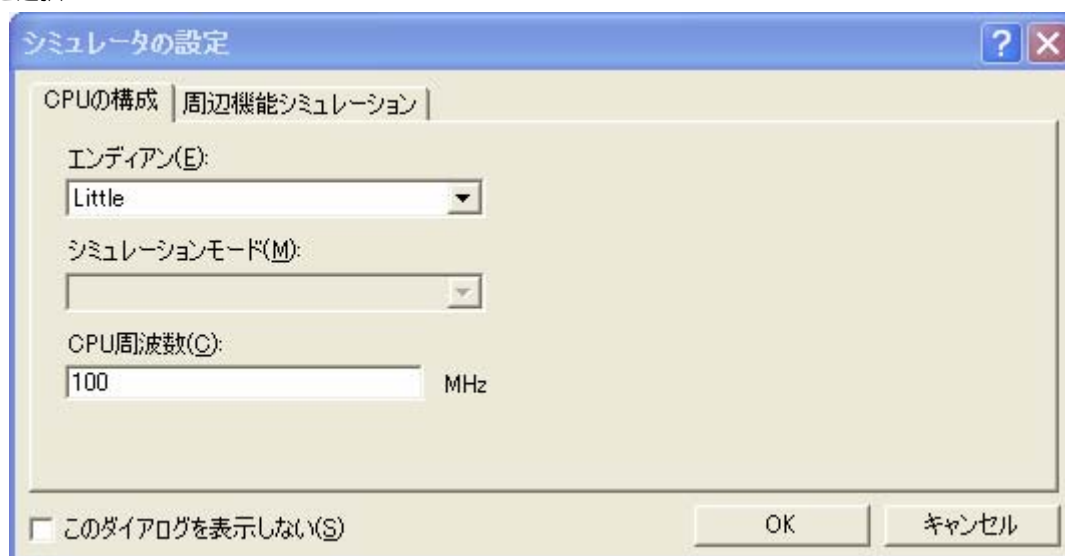 シミュレータの設定
CPUの構成 周辺機能シミュレーション
エンディアン(E):
Little
シミュレーションモード(M):
CPU周波数(C):
100 MHz
このダイアログを表示しない(S) OK キャンセル